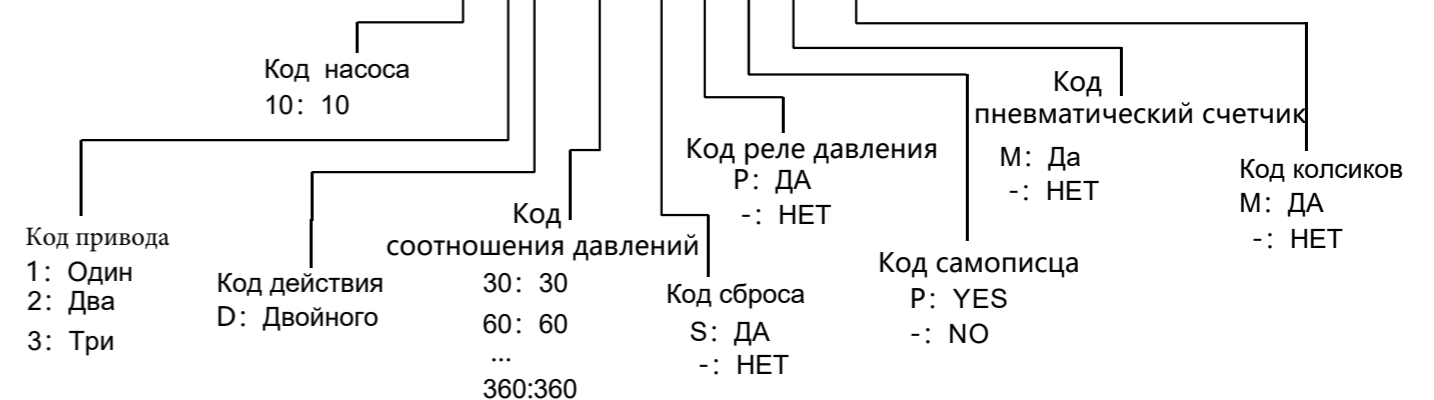 Код насоса
10: 10
Код привода
1: Один
2: Два
3: Три
Код действия
D: Двойного
Код
соотношения давлений
30: 30
60: 60
...
360:360
Код сброса
S: ДА
-: НЕТ
Код реле давления
P: ДА
-: НЕТ
Код самописца
P: YES
-: NO
Код
пневматический счетчик
M: Да
-: НЕТ
Код колсиков
M: ДА
-: НЕТ